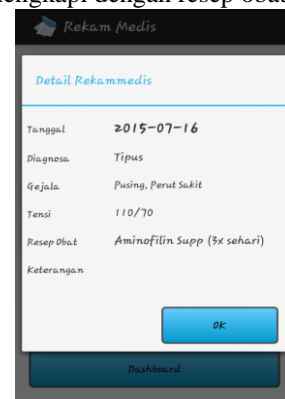 engkapi dengan resep obat
Rekam Medis
Detail Rekammedis
Tanggal 2015-07-16
Diagnosa Tipus
Gejala Pusing, Perut Sakit
Tensi 110/70
Resep Obat Aminofilin Supp (3x sehari)
Keterangan
OK
Dashboard